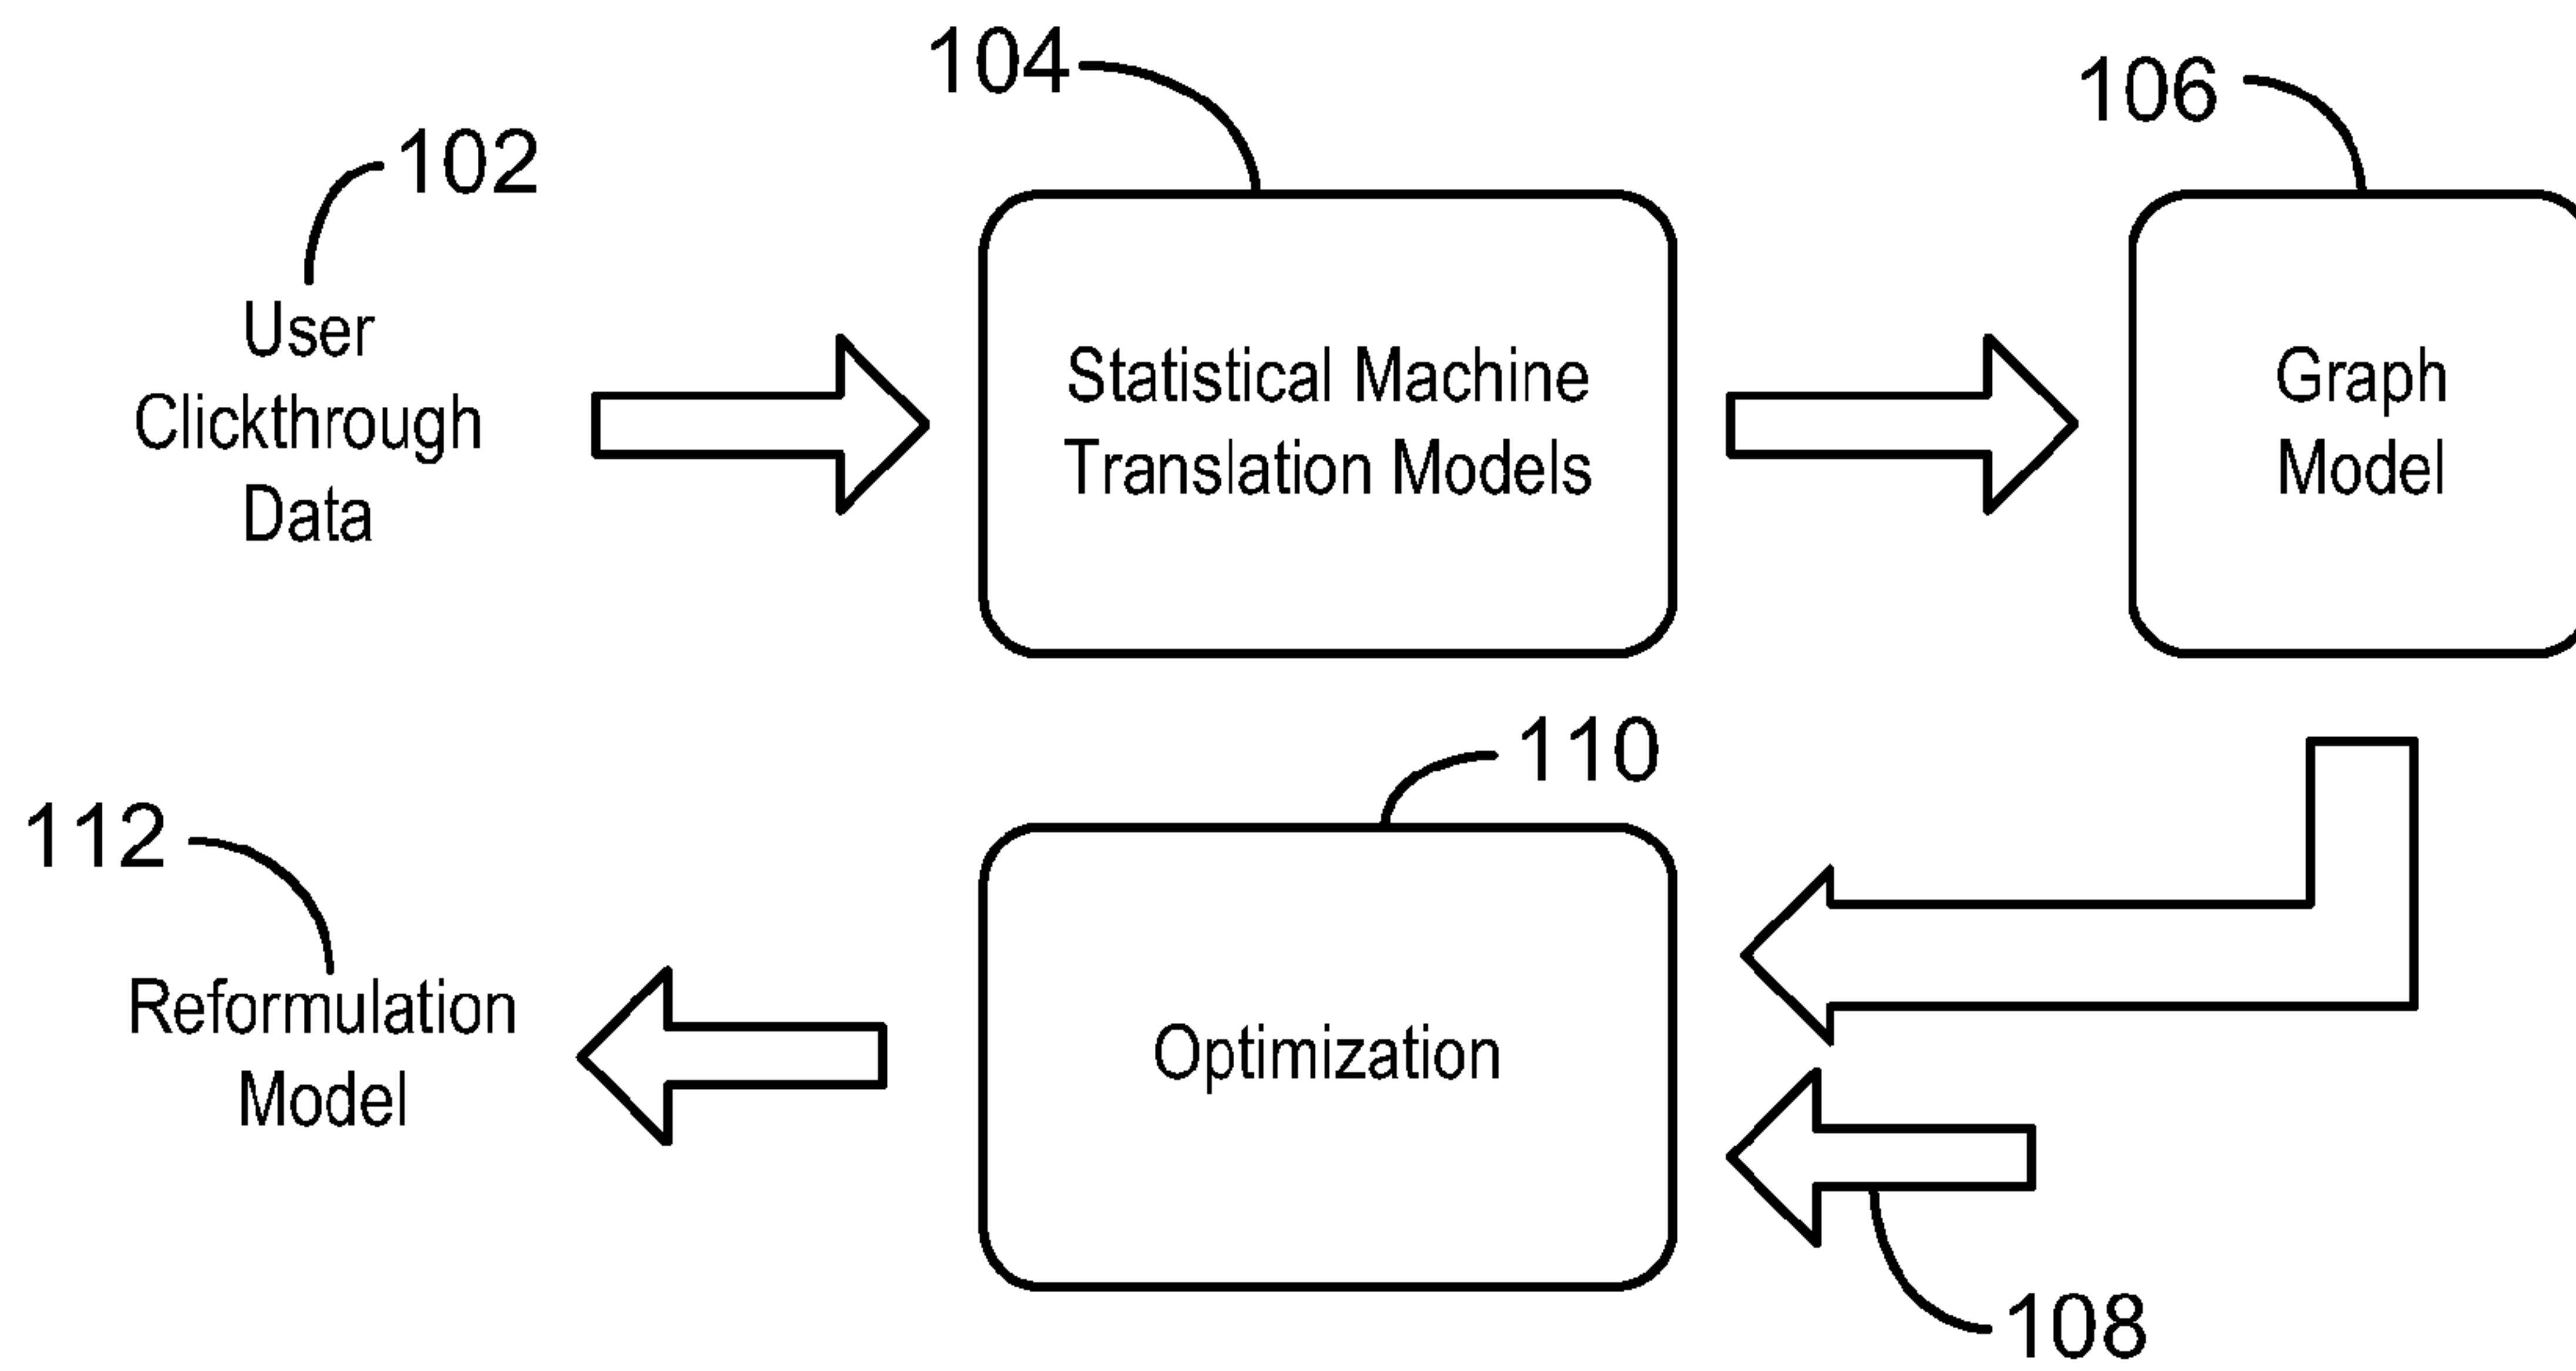 104
106
102
User
Clickthrough
Data
Statistical Machine
Translation Models
Graph
Model
110
112
Reformulation
Model
Optimization
108